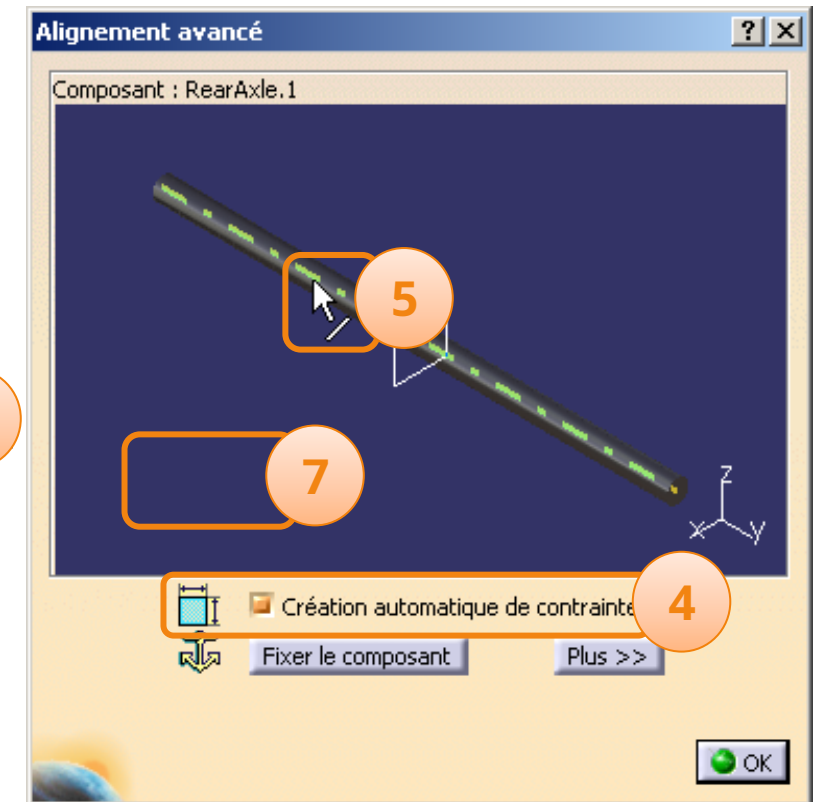 Alignement avancé
Composant : RearAxle.1
5
7
z
x
y
Création automatique de contrainte
4
Fixer le composant
Plus >>
OK